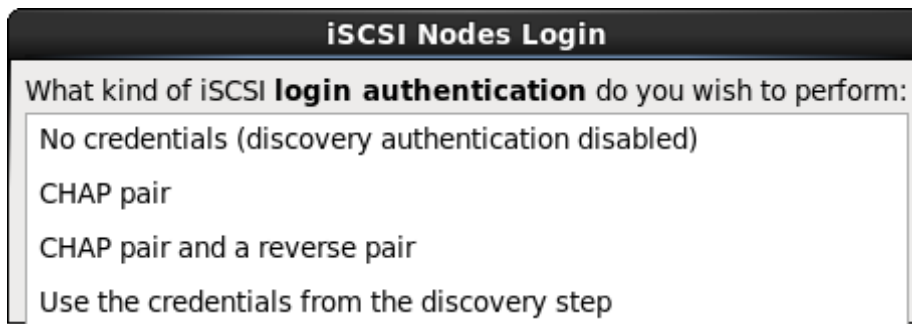 iSCSI Nodes Login
What kind of iSCSI login authentication do you wish to perform:
No credentials (discovery authentication disabled)
CHAP pair
CHAP pair and a reverse pair
Use the credentials from the discovery step